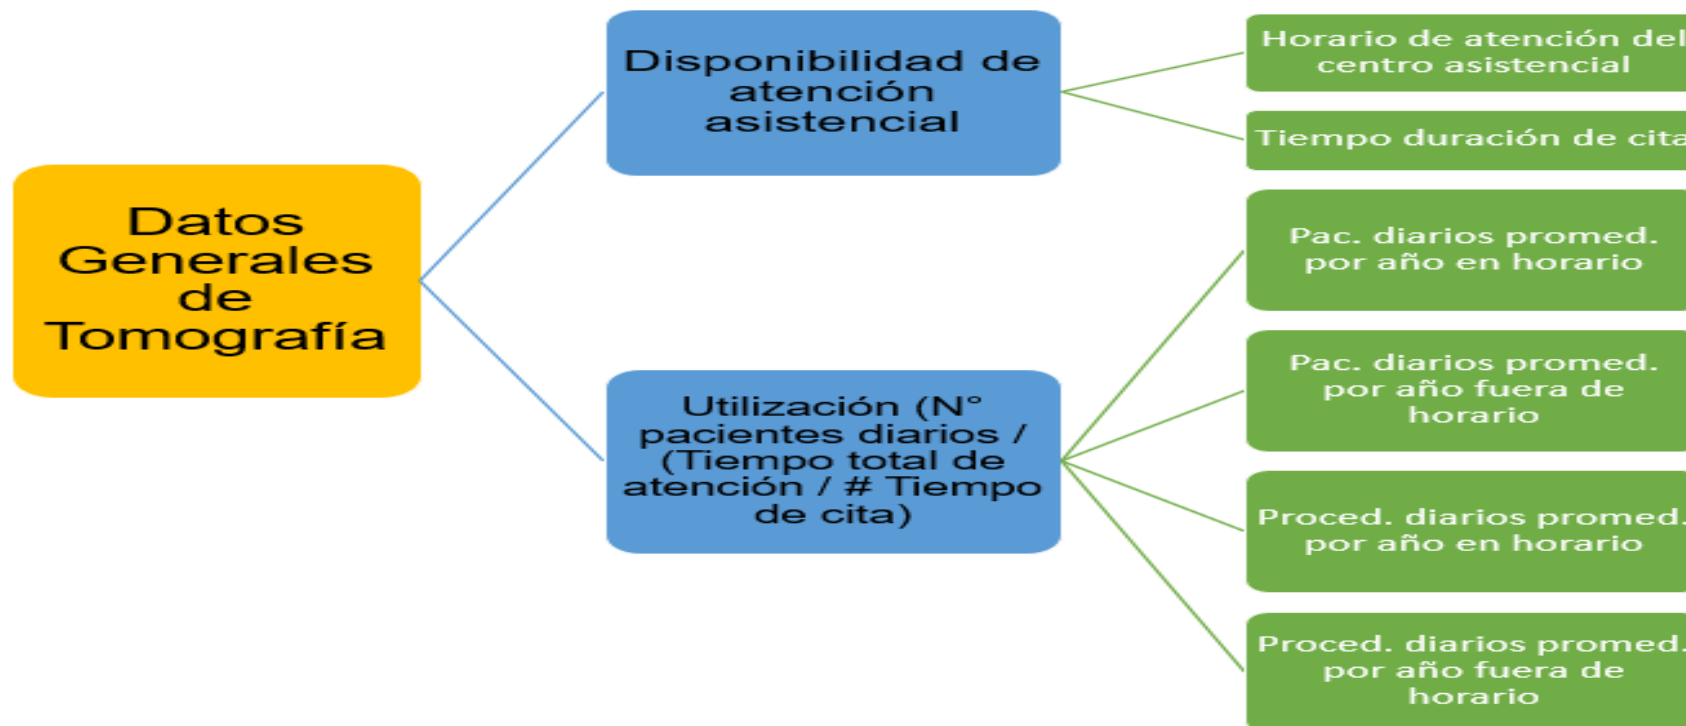 Datos
Generales
de
Tomografía
Disponibilidad de
atención
asistencial
Utilización (N°
pacientes diarios /
(Tiempo total de
atención / # Tiempo
de cita)
Horario de atención del
centro asistencial
Tiempo duración de cita
Pac. diarios promed.
por año en horario
Pac. diarios promed.
por año fuera de
horario
Proced. diarios promed.
por año en horario
Proced. diarios promed.
por año fuera de
horario